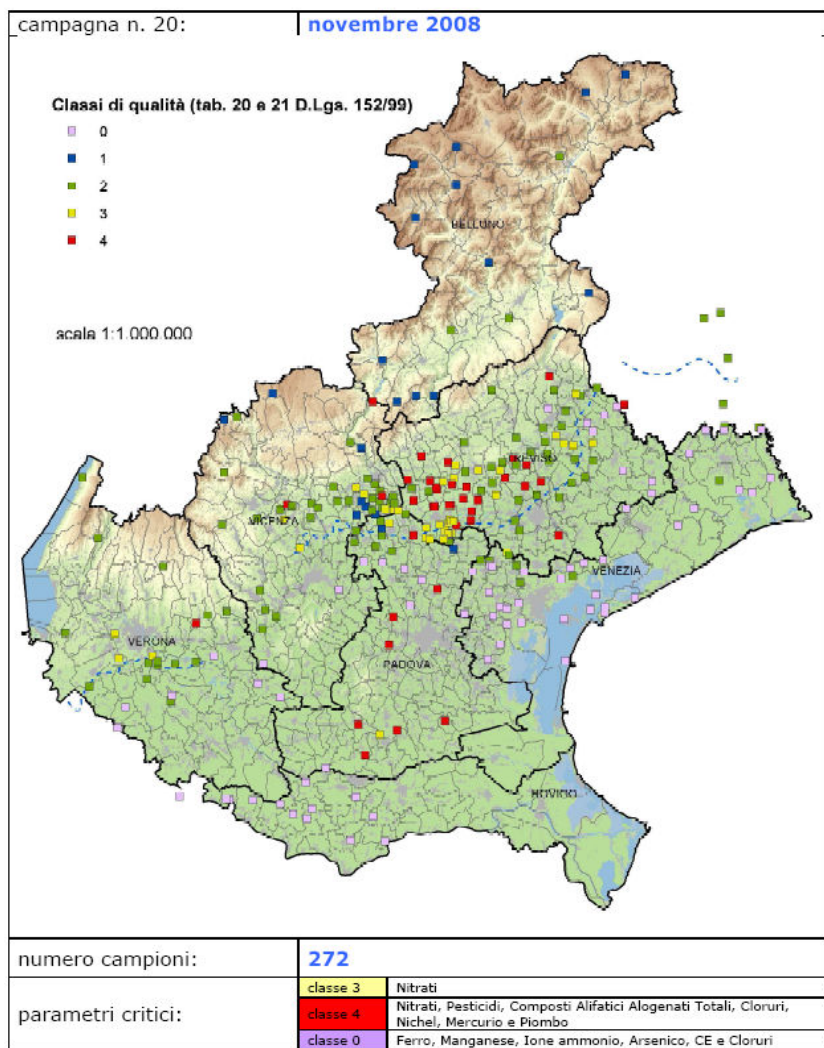 campagna n. 20:
novembre 2008
Classi di qualità (tab. 20 e 21 D.Lgs. 152/99)
0
1
2
3
4
BELLUNO
scala 1:1.000.000
TREVISO
VICENZA
VENEZIA
VERONA
PADOVA
ROVIGO
numero campioni:
272
parametri critici:
classe 3
Nitrati
classe 4
Nitrati, Pesticidi, Composti Alifatici Alogenati Totali, Cloruri,
Nichel, Mercurio e Piombo
classe 0
Ferro, Manganese, Ione ammonio, Arsenico, CE e Cloruri